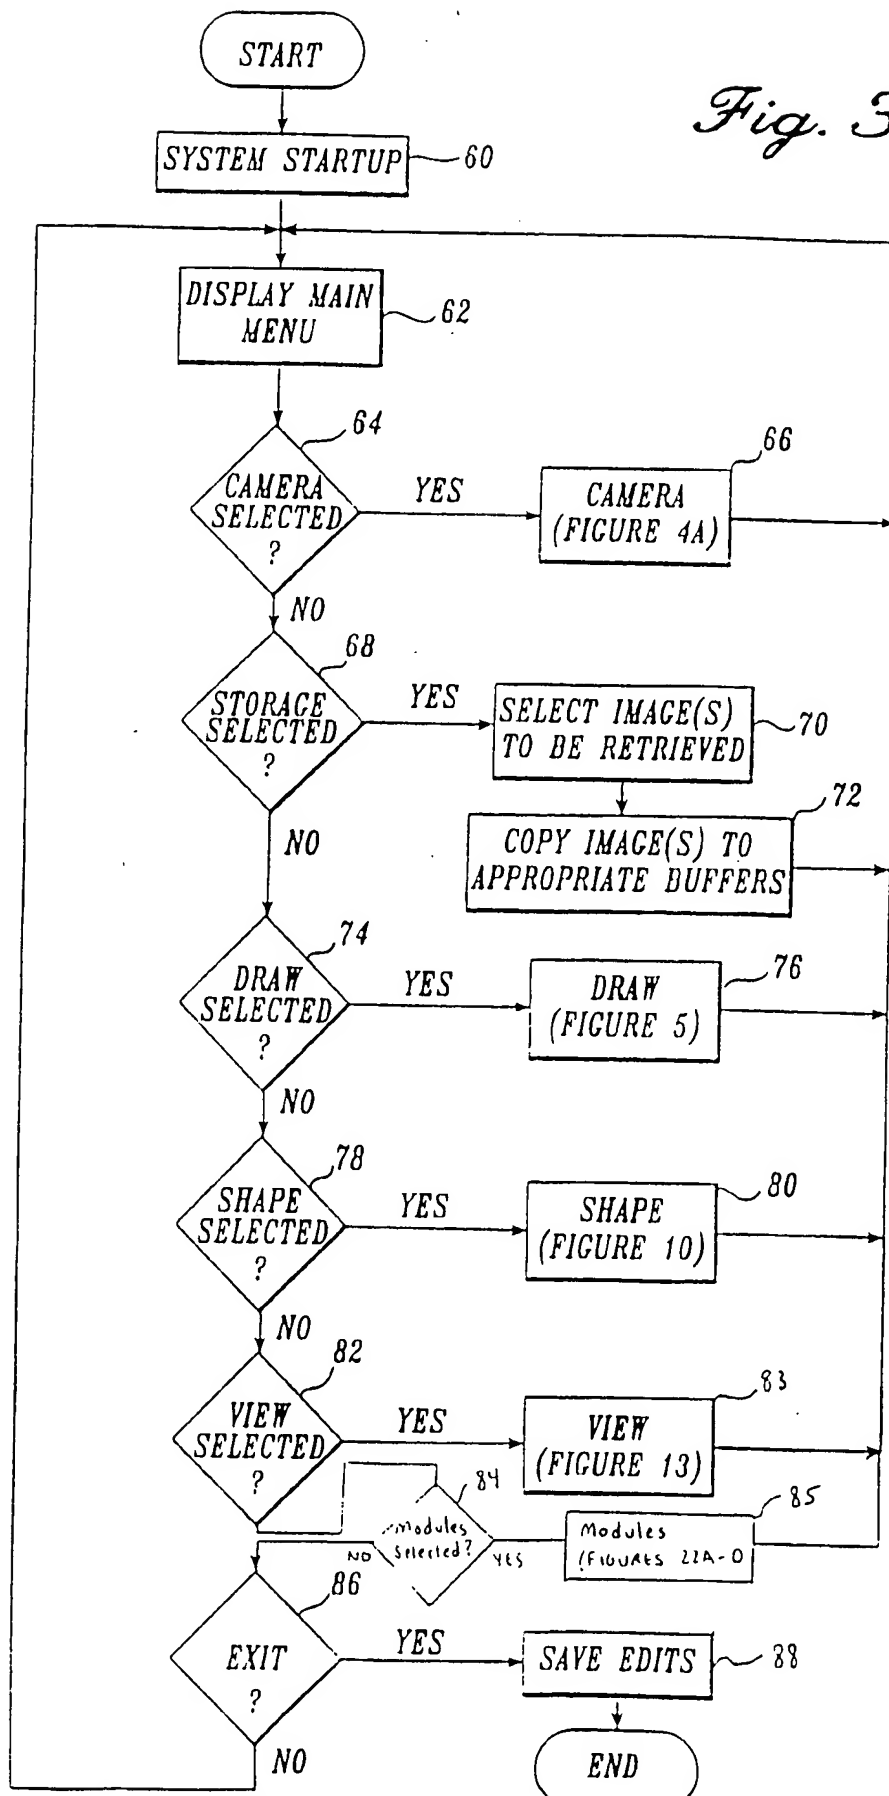 START
Fig. 3
SYSTEM STARTUP
60
DISPLAY MAIN
MENU
62
64
CAMERA
SELECTED
?
YES
66
CAMERA
(FIGURE 4A)
NO
68
STORAGE
SELECTED
?
YES
SELECT IMAGE(S)
TO BE RETRIEVED
70
72
COPY IMAGE(S) TO
APPROPRIATE BUFFERS
NO
74
DRAW
SELECTED
?
YES
76
DRAW
(FIGURE 5)
NO
78
SHAPE
SELECTED
?
YES
80
SHAPE
(FIGURE 10)
NO
82
VIEW
SELECTED
?
YES
83
VIEW
(FIGURE 13)
84
Modules
Selected?
NO
YES
85
Modules
(FIGURES 22A-O
86
EXIT
?
YES
SAVE EDITS
88
NO
END